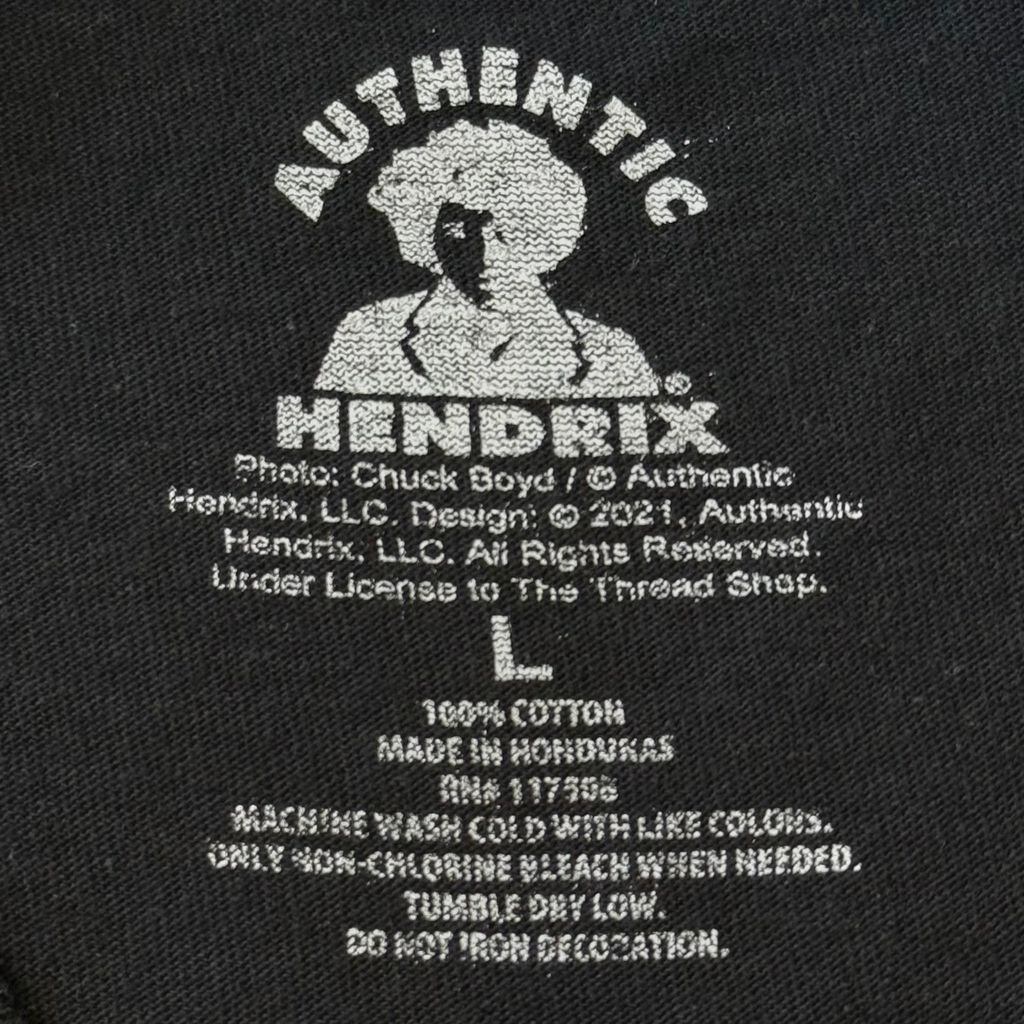 AUTHENTIC
HENDRIX®
Photo: Chuck Boyd / © Authentic
Hendrix, LLC. Design: © 2021, Authentic
Hendrix, LLC. All Rights Reserved.
Under License to The Thread Shop.
L
100% COTTON
MADE IN HONDURAS
RN#
MACHINE WASH COLD WITH LIKE COLORS.
ONLY NON-CHLORINE BLEACH WHEN NEEDED.
TUMBLE DRY LOW.
DO NOT IRON DECORATION.